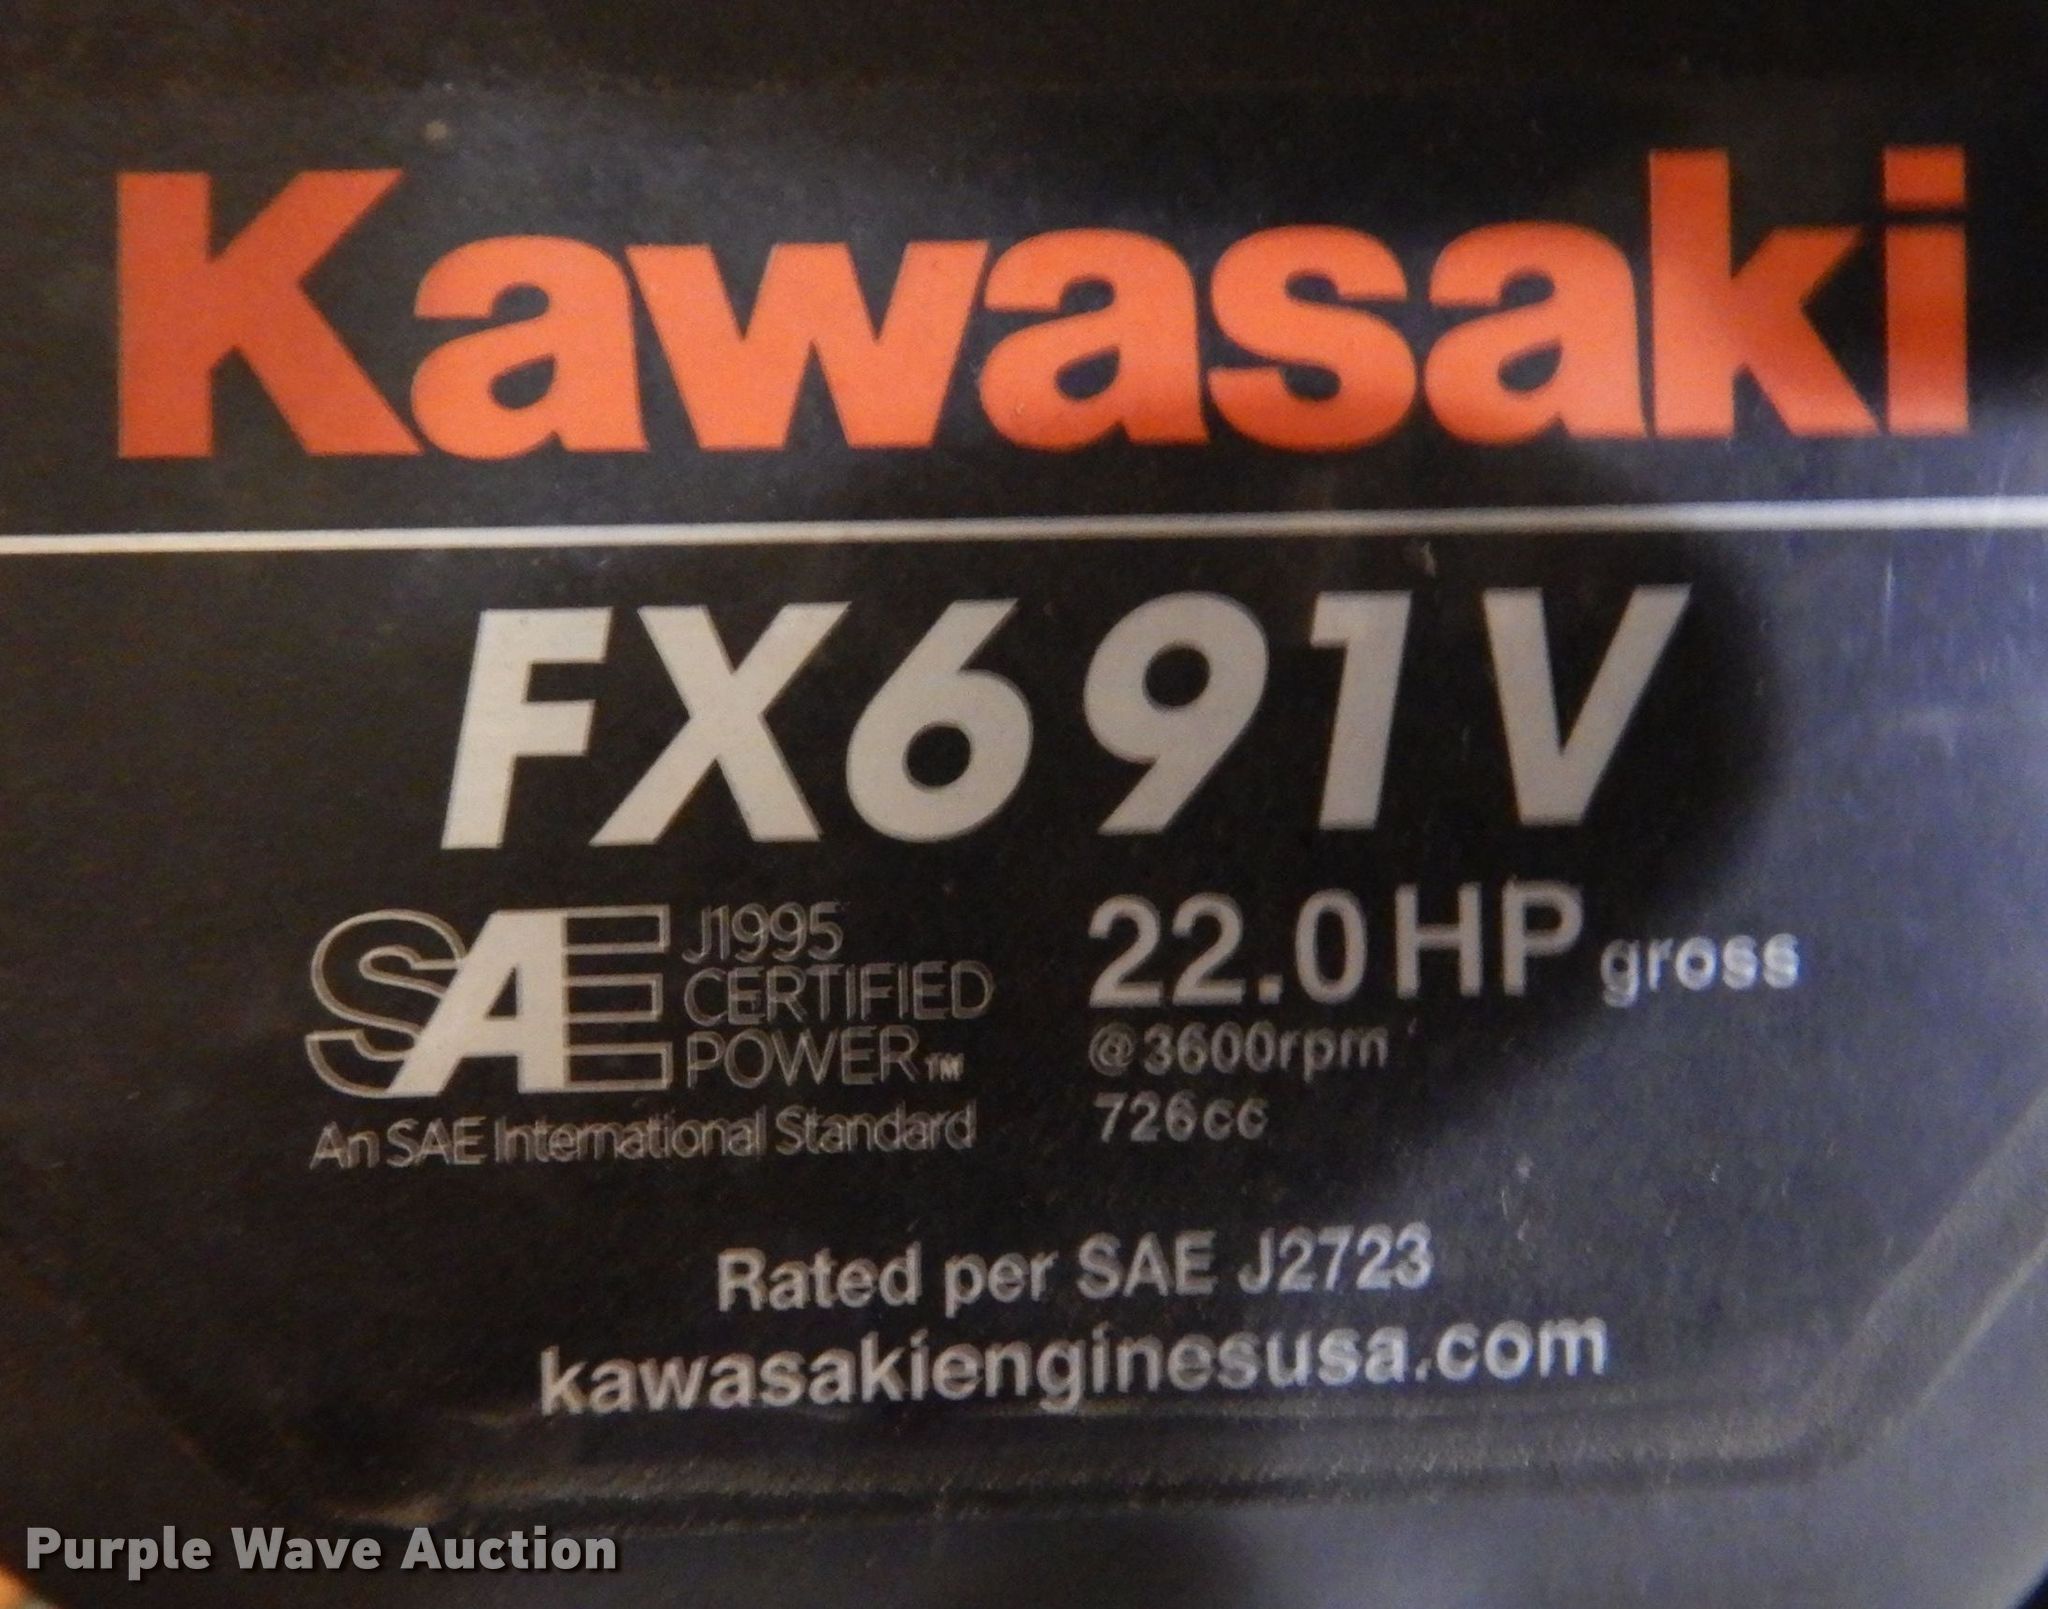 Kawasaki
FX691V
SAE J1995
CERTIFIED
POWER™
An SAE International Standard
22.0 HP gross
@3600rpm
726cc
Rated per SAE J2723
kawasakienginesusa.com
Purple Wave Auction